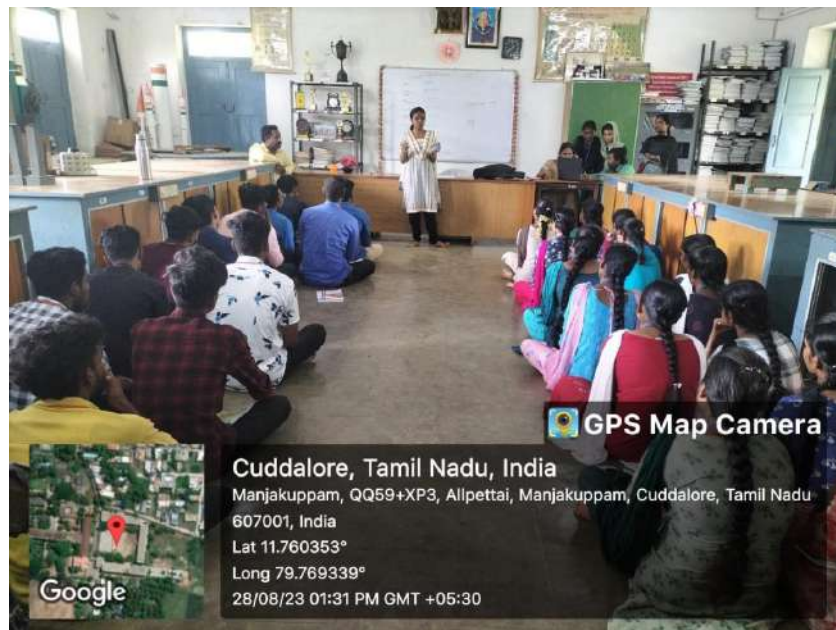 GPS Map Camera
Cuddalore, Tamil Nadu, India
Manjakuppam, QQ59+XP3, Allpettai, Manjakuppam, Cuddalore, Tamil Nadu
607001, India
Lat 11.760353°
Long 79.769339°
28/08/23 01:31 PM GMT +05:30
Google